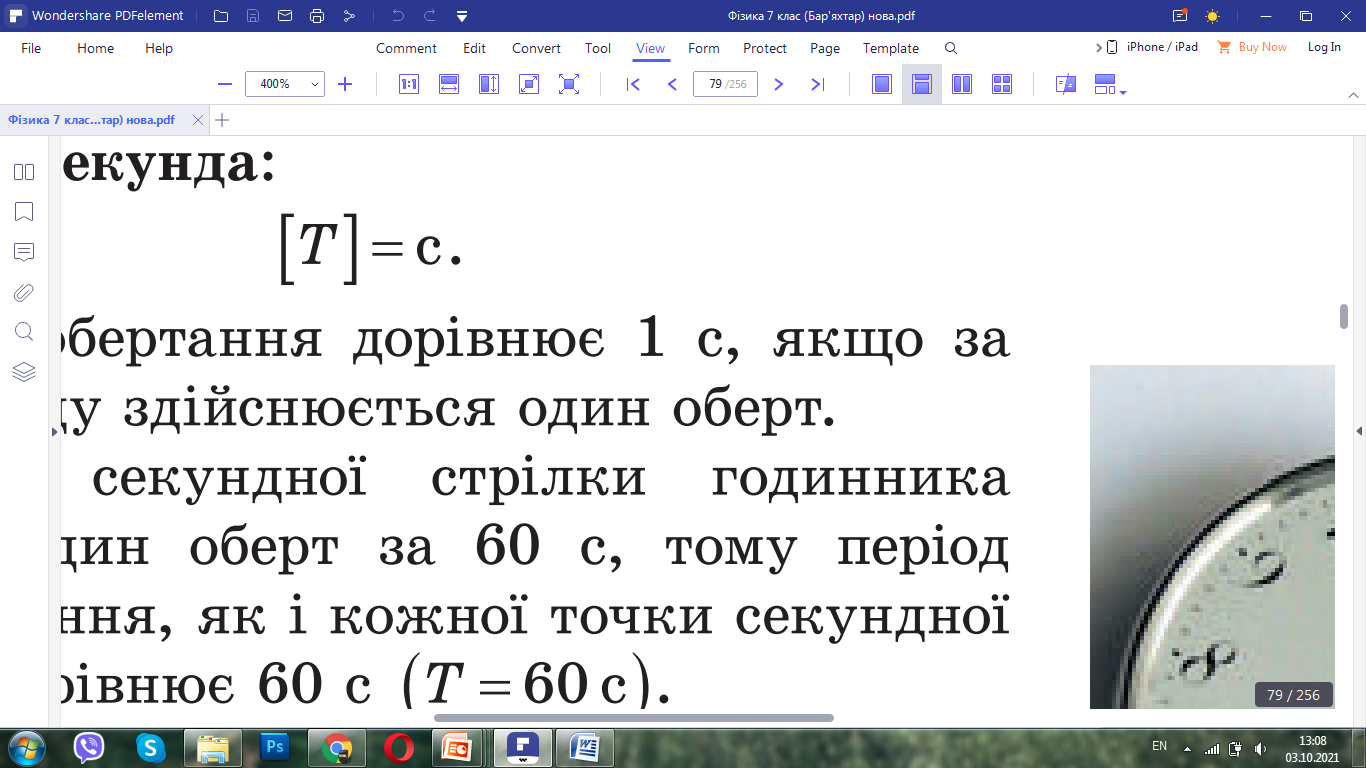 Wondershare PDFelement
Фізика 7 клас (Бар'яхтар) нова.pdf
File Home Help Comment Edit Convert Tool View Form Protect Page Template iPhone / iPad Buy Now Log In
400% 1:1 79 /256
Фізика 7 клас...тар) нова.pdf
екунда:
[T] = с.
обертання дорівнює 1 с, якщо за
ду здійснюється один оберт.
секундної стрілки годинника
дин оберт за 60 с, тому період
ння, як і кожної точки секундної
рівнює 60 с (T = 60 с).
79 / 256
EN 13:08
03.10.2021